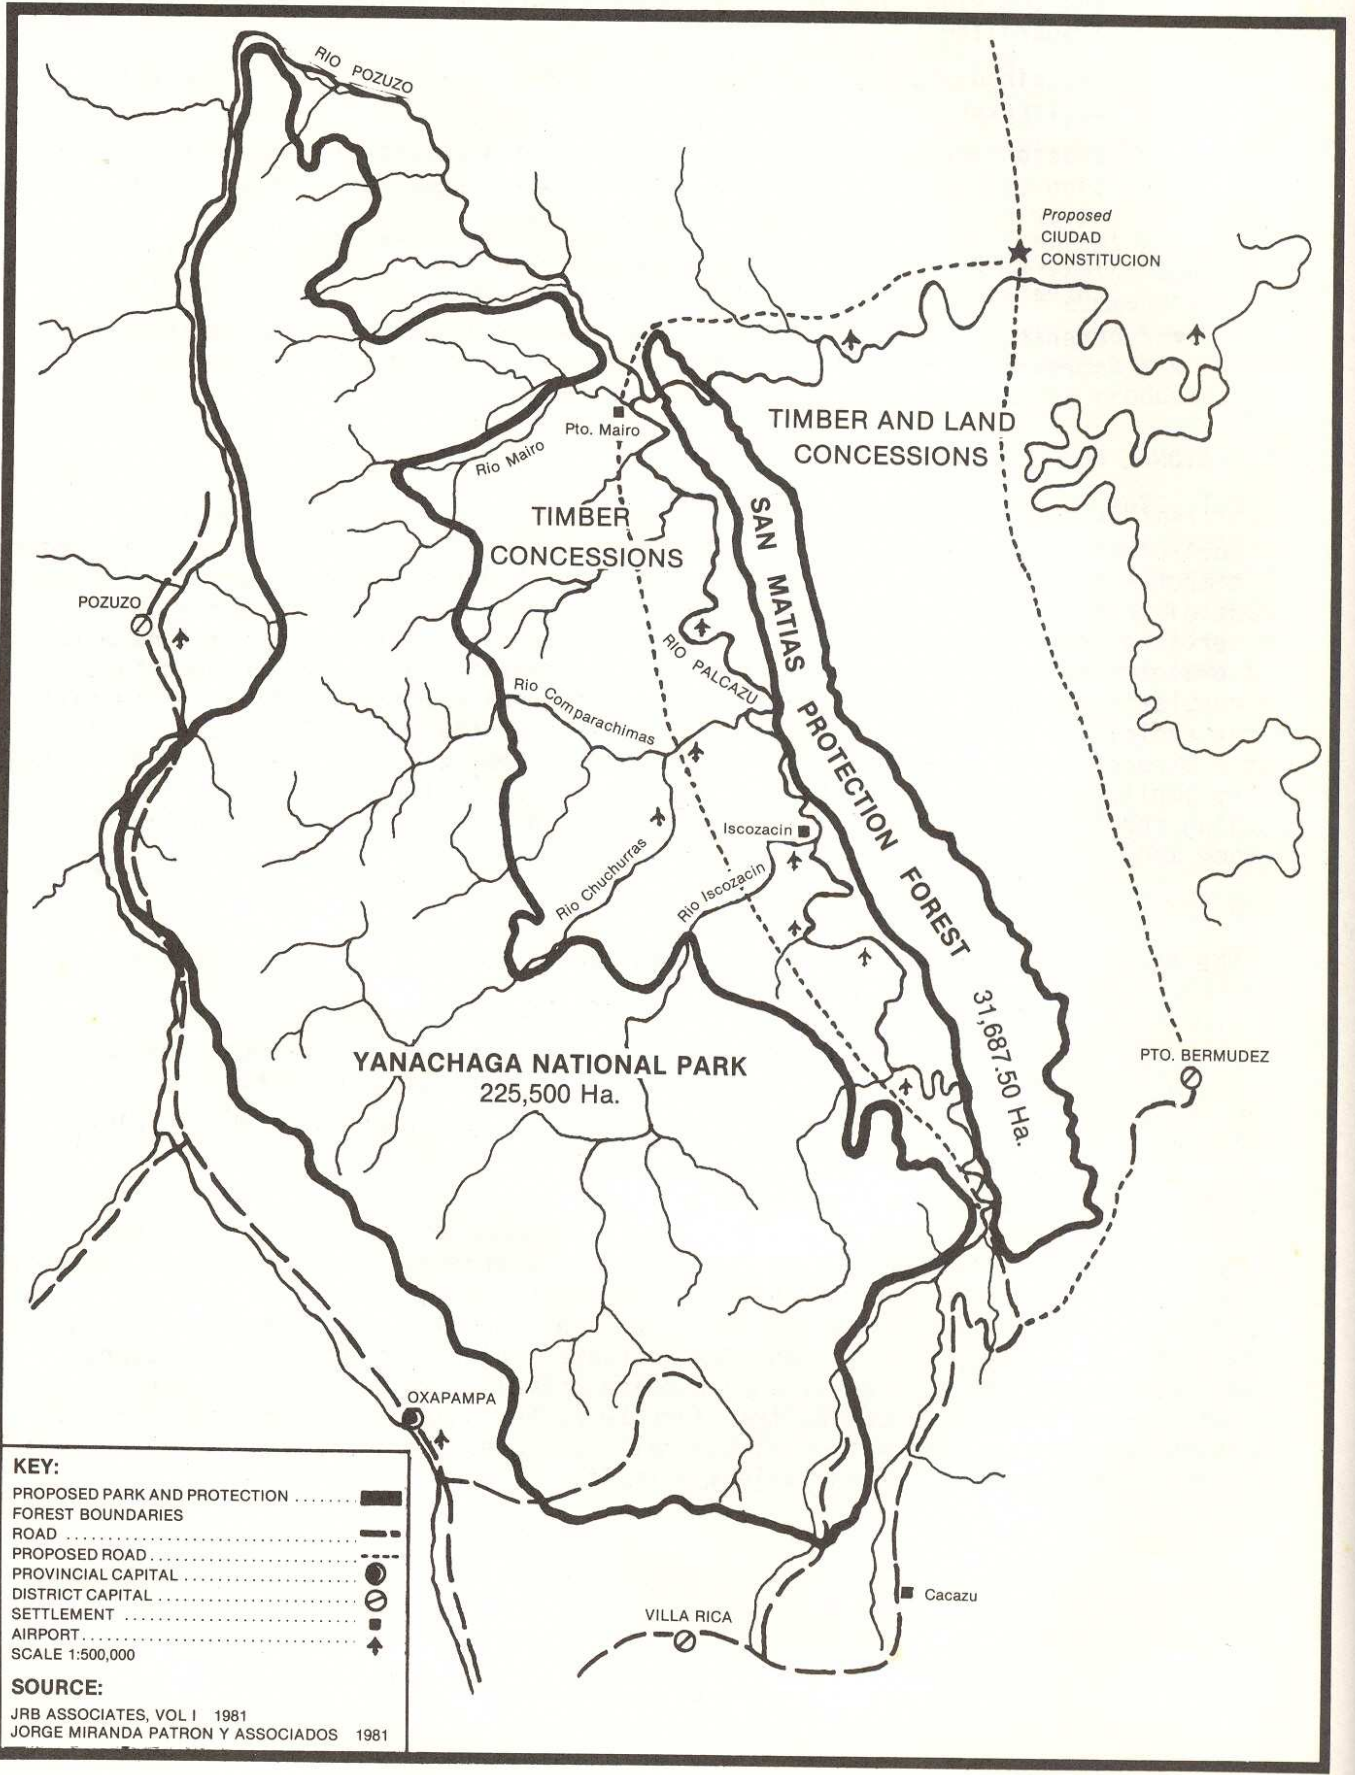 RIO POZUZO
Proposed
CIUDAD
CONSTITUCION
TIMBER AND LAND
CONCESSIONS
Pto. Mairo
Rio Mairo
TIMBER
CONCESSIONS
SAN MATIAS PROTECTION FOREST 31,687.50 Ha.
POZUZO
RIO PALCAZU
Rio Comparachimas
Iscozacin
Rio Chuchurras
Rio Iscozacin
YANACHAGA NATIONAL PARK
225,500 Ha.
PTO. BERMUDEZ
OXAPAMPA
Cacazu
VILLA RICA
KEY:
PROPOSED PARK AND PROTECTION ........
FOREST BOUNDARIES
ROAD ........................................
PROPOSED ROAD............................
PROVINCIAL CAPITAL ........................
DISTRICT CAPITAL ...........................
SETTLEMENT ................................
AIRPORT.....................................
SCALE 1:500,000
SOURCE:
JRB ASSOCIATES, VOL I 1981
JORGE MIRANDA PATRON Y ASSOCIADOS 1981